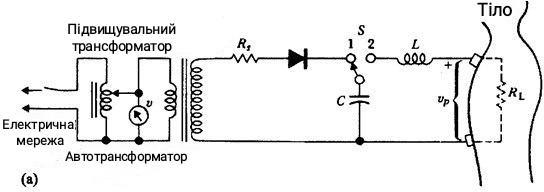 Підвищувальний
трансформатор
Тіло
Rs
1
S
2
L
+
v
C
vp
RL
Електрична
мережа
Автотрансформатор
(a)